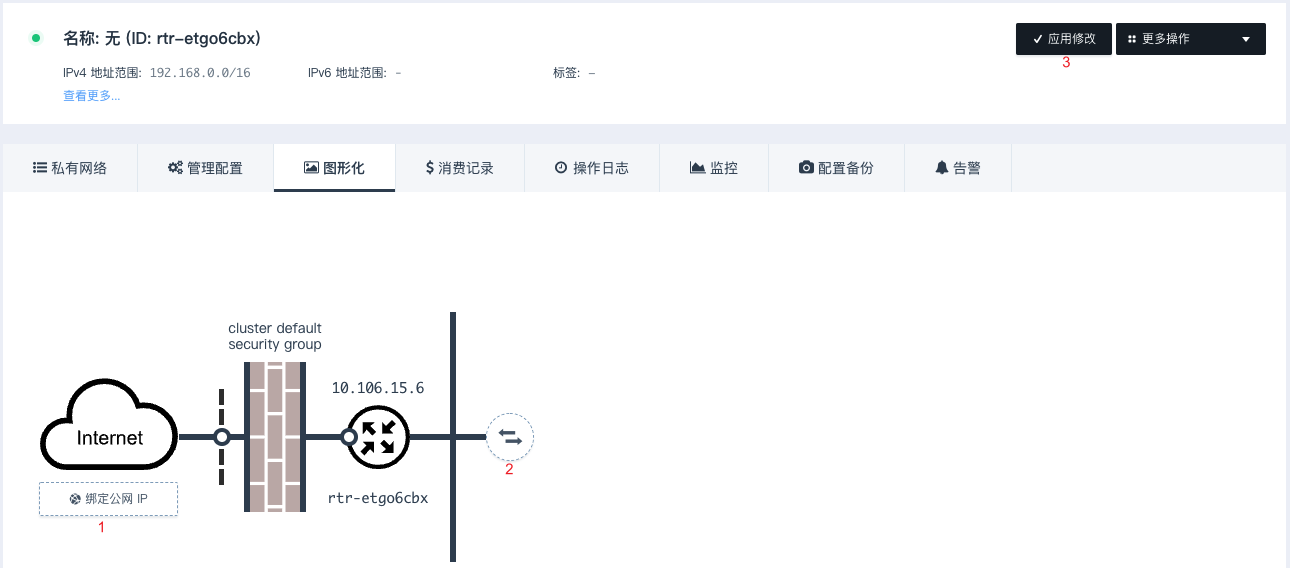 名称: 无 (ID: rtr-etgo6cbx)
应用修改
更多操作
3
IPv4 地址范围: 192.168.0.0/16
IPv6 地址范围: -
标签: -
查看更多...
私有网络
管理配置
图形化
$ 消费记录
操作日志
监控
配置备份
告警
cluster default
security group
10.106.15.6
Internet
2
绑定公网 IP
rtr-etgo6cbx
1